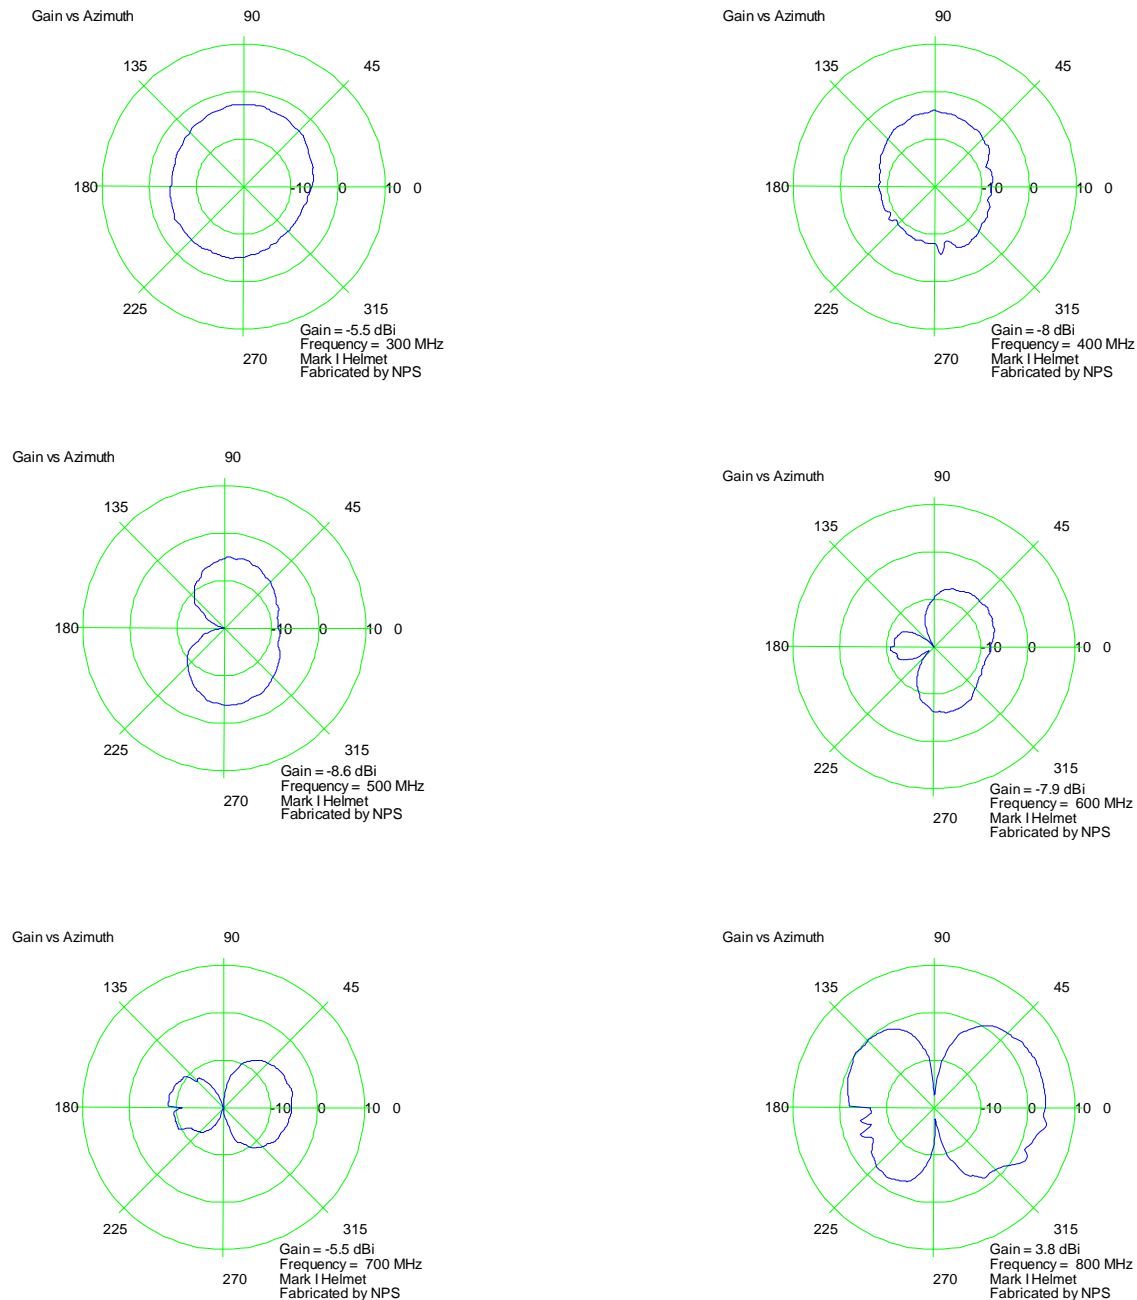 Gain vs Azimuth
90
135
45
180
-10
0
10
0
225
315
270
Gain = -5.5 dBi
Frequency = 300 MHz
Mark I Helmet
Fabricated by NPS
Gain vs Azimuth
90
135
45
180
-10
0
10
0
225
315
270
Gain = -8 dBi
Frequency = 400 MHz
Mark I Helmet
Fabricated by NPS
Gain vs Azimuth
90
135
45
180
-10
0
10
0
225
315
270
Gain = -8.6 dBi
Frequency = 500 MHz
Mark I Helmet
Fabricated by NPS
Gain vs Azimuth
90
135
45
180
-10
0
10
0
225
315
270
Gain = -7.9 dBi
Frequency = 600 MHz
Mark I Helmet
Fabricated by NPS
Gain vs Azimuth
90
135
45
180
-10
0
10
0
225
315
270
Gain = -5.5 dBi
Frequency = 700 MHz
Mark I Helmet
Fabricated by NPS
Gain vs Azimuth
90
135
45
180
-10
0
10
0
225
315
270
Gain = 3.8 dBi
Frequency = 800 MHz
Mark I Helmet
Fabricated by NPS